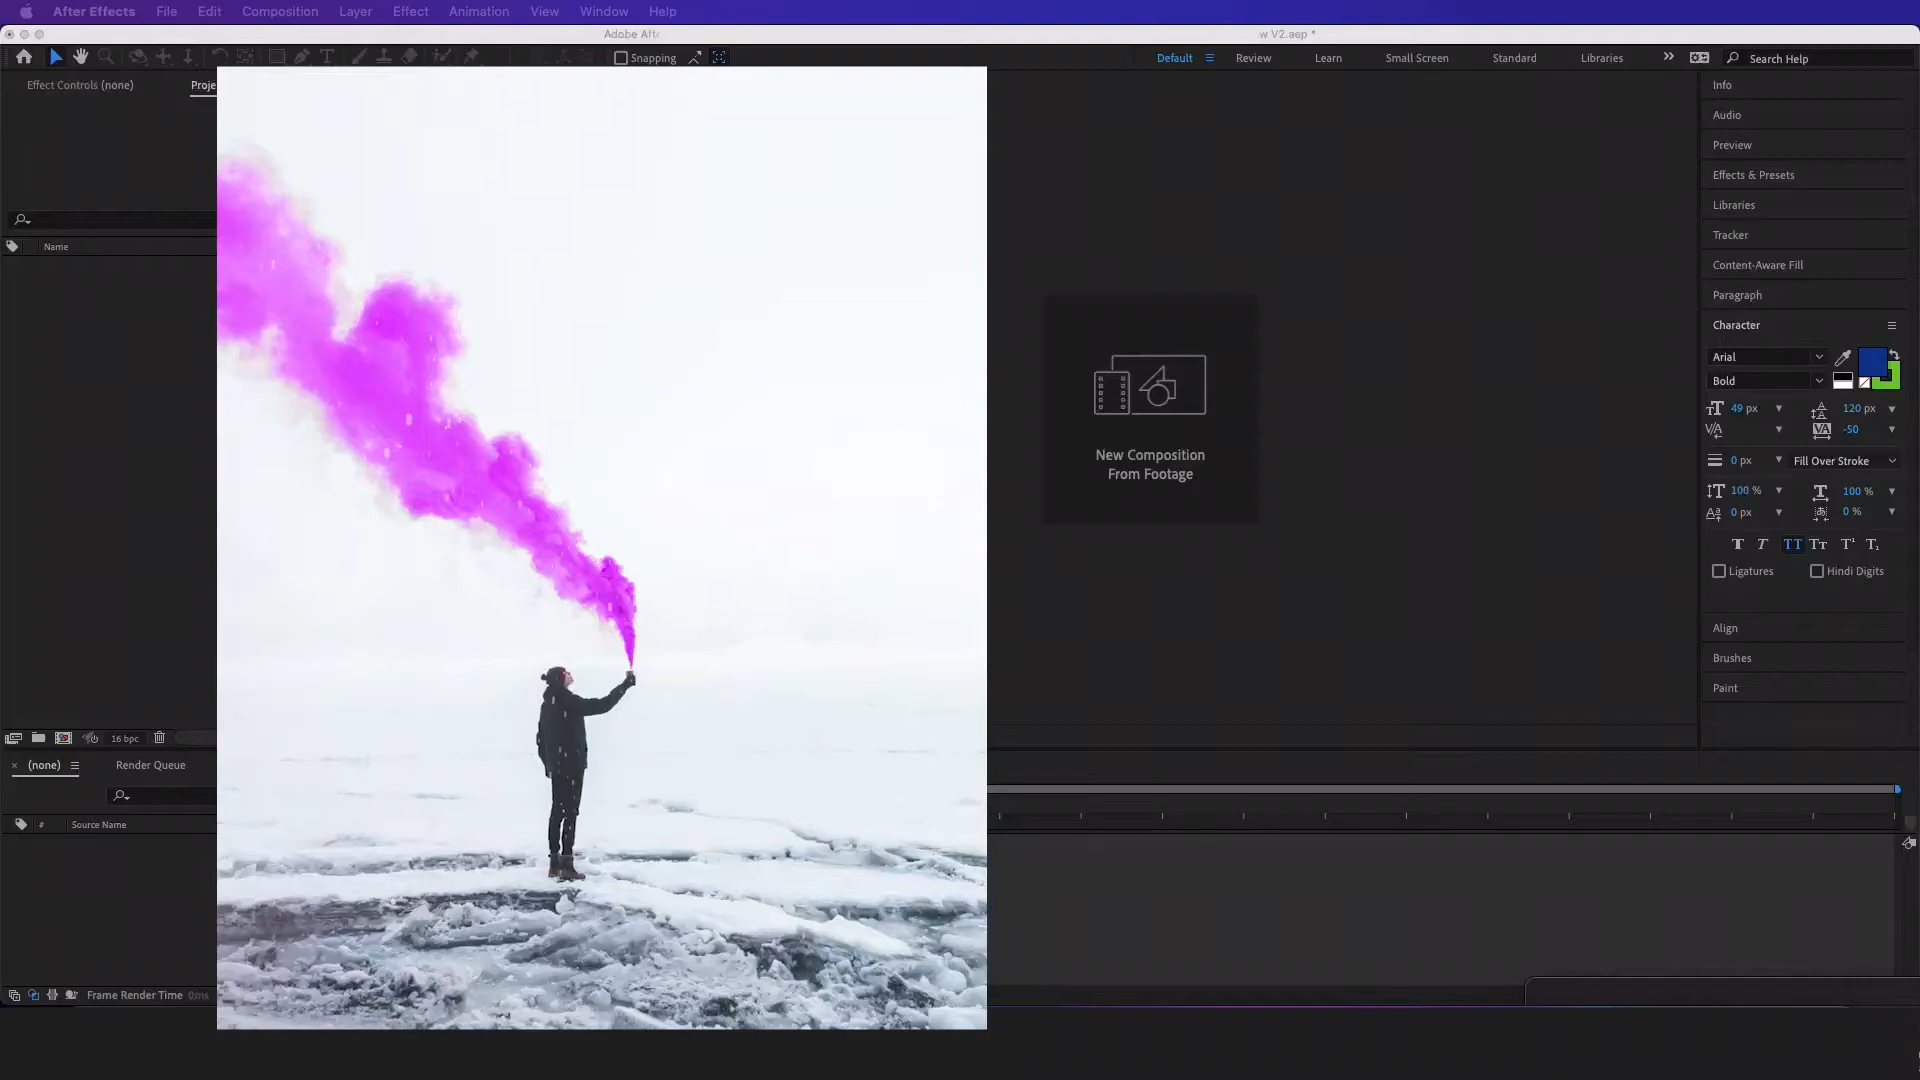 After Effects File Edit Composition Layer Effect Animation View Window Help
Adobe Afte
w V2.aep *
Snapping
Default Review Learn Small Screen Standard Libraries
Search Help
Effect Controls (none)
Proje
Name
16 bpc
(none)
Render Queue
# Source Name
Frame Render Time 0ms
New Composition
From Footage
Info
Audio
Preview
Effects & Presets
Libraries
Tracker
Content-Aware Fill
Paragraph
Character
Arial
Bold
49 px 120 px
-50
0 px Fill Over Stroke
100 % 100 %
0 px 0 %
Ligatures Hindi Digits
Align
Brushes
Paint